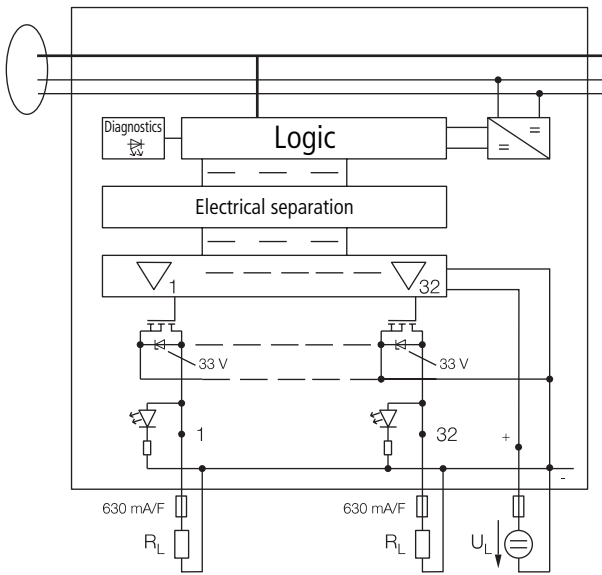 Diagnostics
Logic
=
=
Electrical separation
1
32
33 V
33 V
1
32
+
-
630 mA/F
630 mA/F
RL
RL
UL